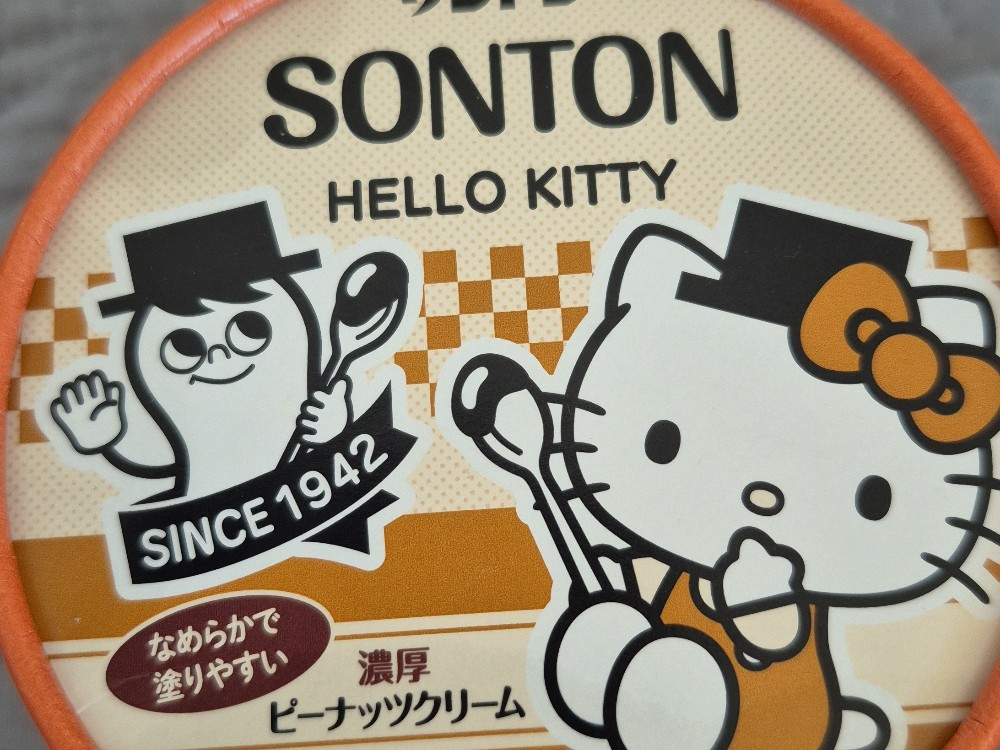 SONTON
HELLO KITTY
SINCE 1942
なめらかで
塗りやすい
濃厚
ピーナッツクリーム